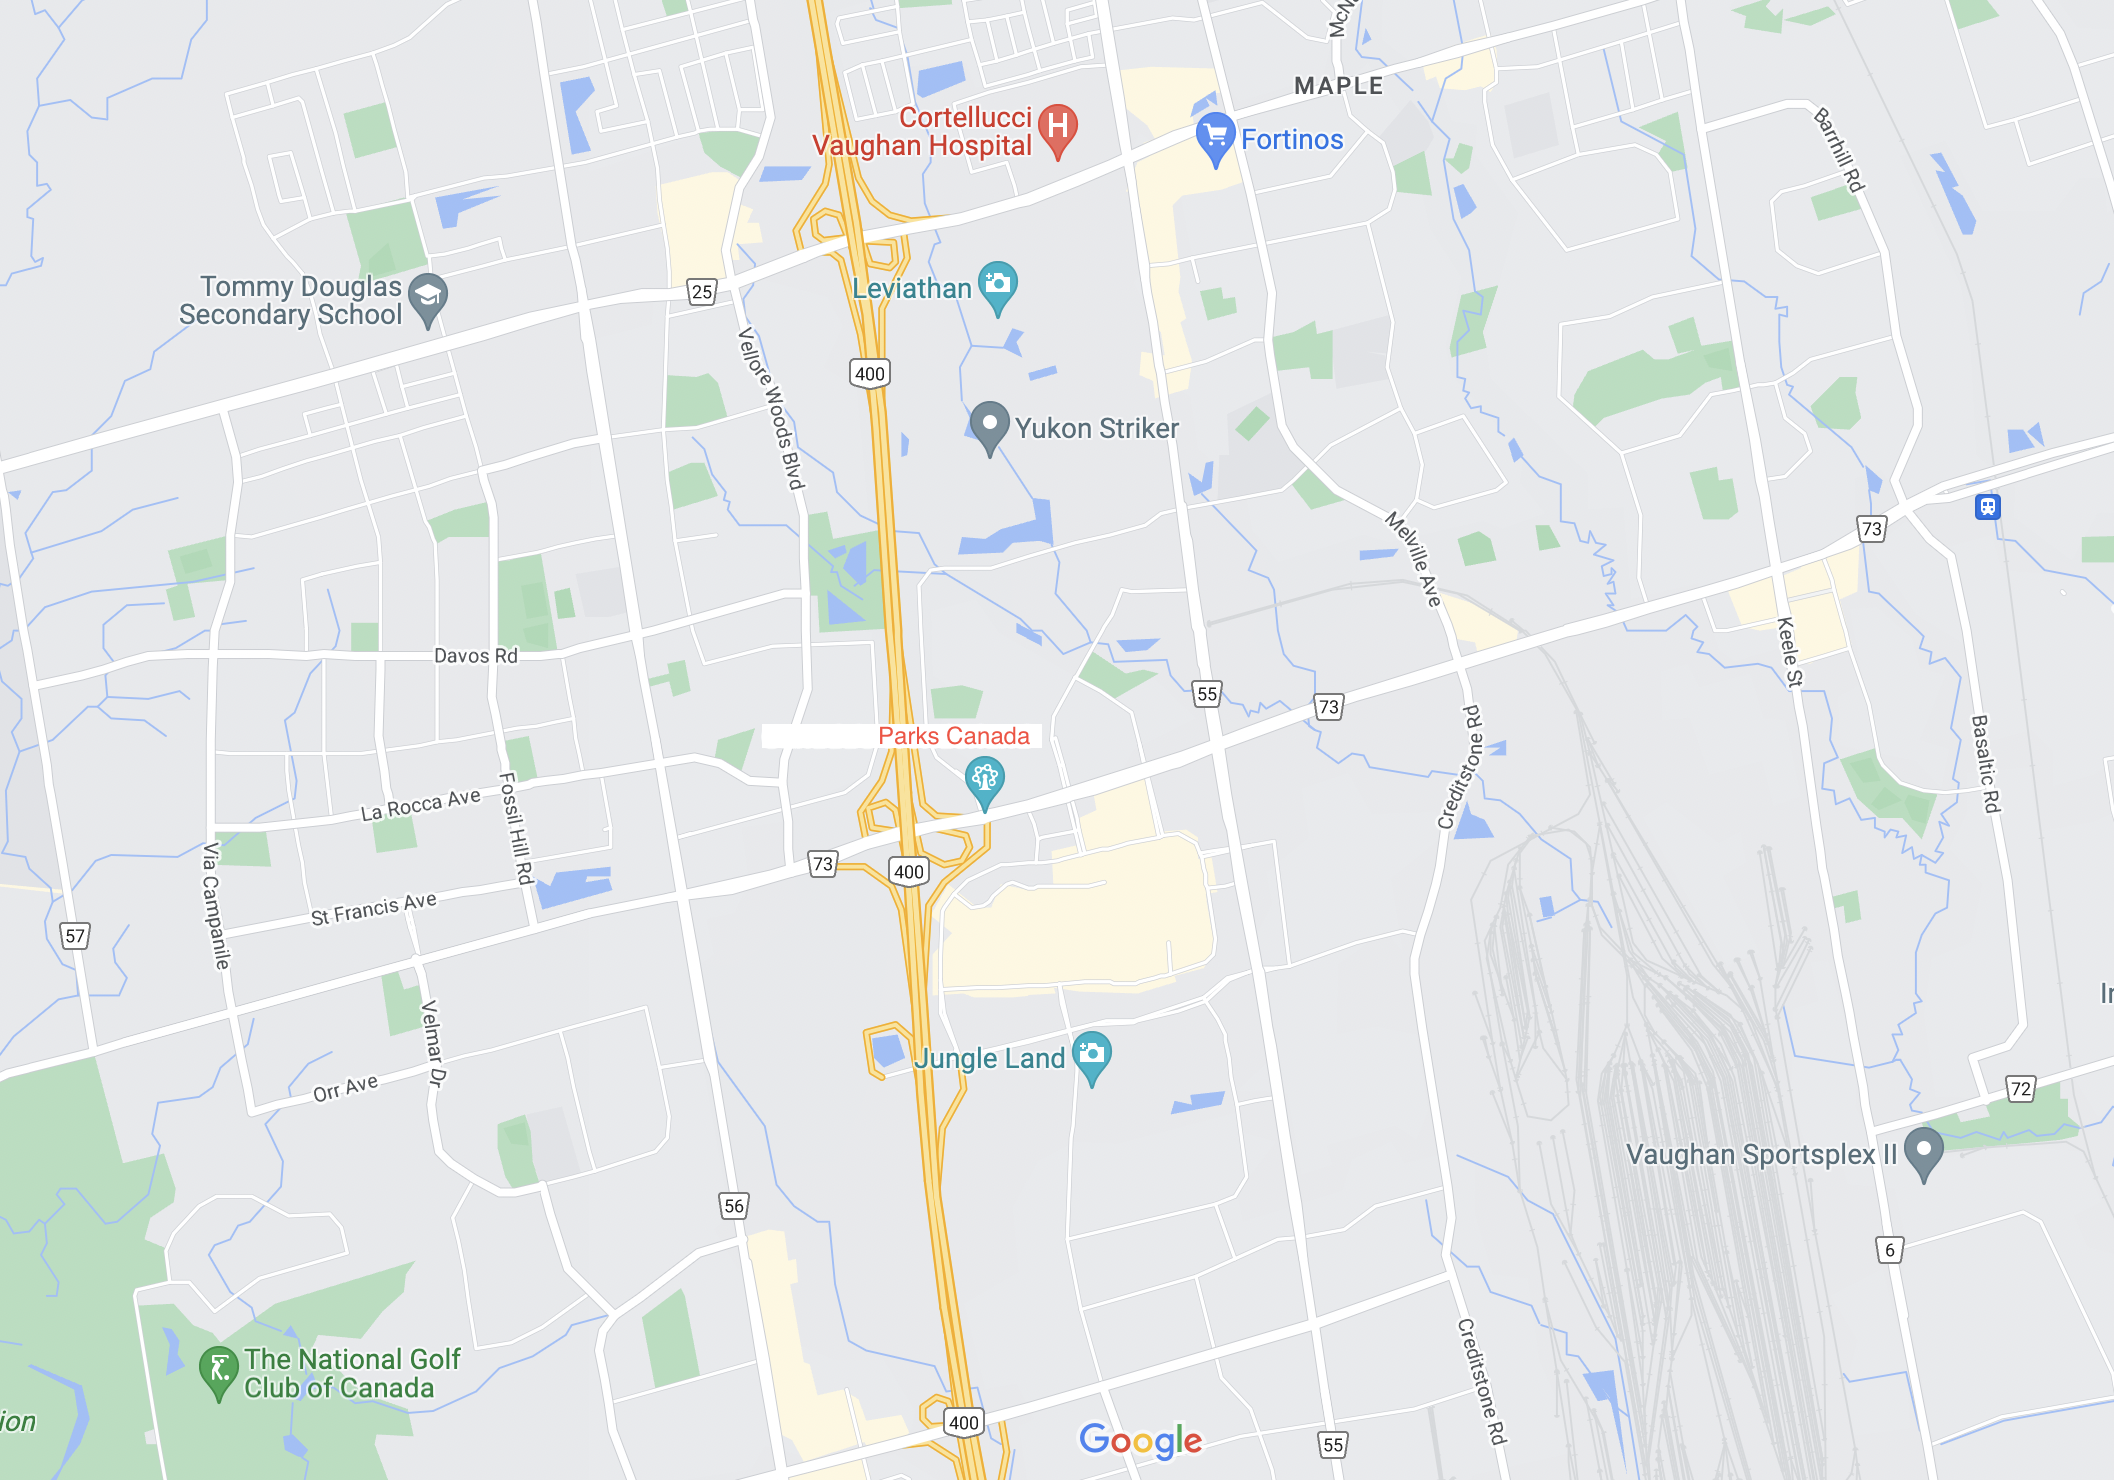 McN
MAPLE
Cortellucci
Vaughan Hospital
H
Fortinos
Barrhill Rd
Tommy Douglas
Secondary School
25
Leviathan
Vellore Woods Blvd
400
Yukon Striker
73
Melville Ave
Davos Rd
Keele St
55
73
Parks Canada
Creditstone Rd
Basaltic Rd
La Rocca Ave
Fossil Hill Rd
73
400
Via Campanile
St Francis Ave
57
In
Velmar Dr
Jungle Land
Orr Ave
72
Vaughan Sportsplex II
56
6
The National Golf
Club of Canada
Creditstone Rd
ion
400
Google
55